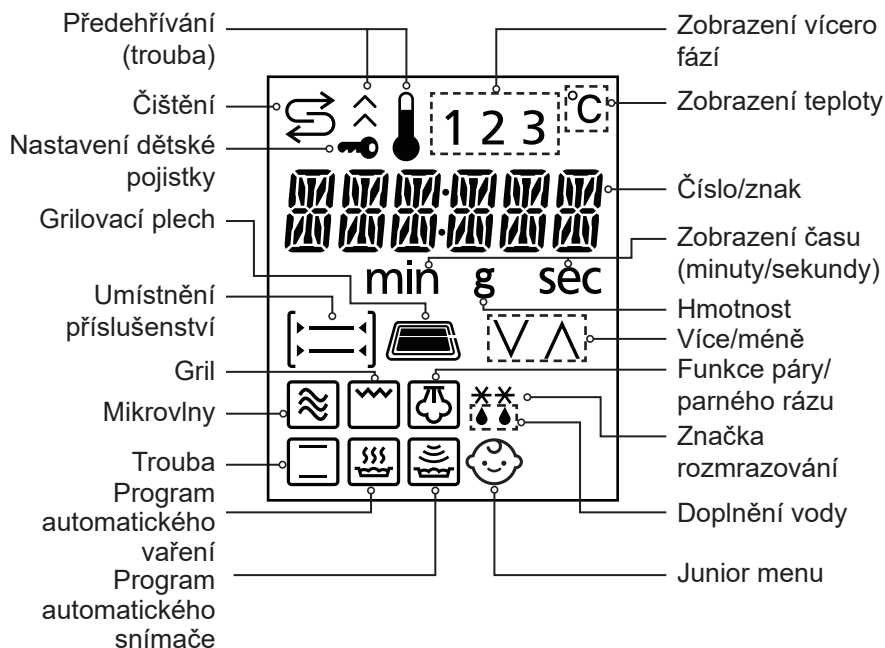 Předehřívání
(trouba)
Čištění
Nastavení dětské
pojistky
Grilovací plech
Umístnění
příslušenství
Gril
Mikrovlny
Trouba
Program
automatického
vaření
Program
automatického
snímače
1 2 3
°C
min g sec
Zobrazení vícero
fází
Zobrazení teploty
Číslo/znak
Zobrazení času
(minuty/sekundy)
Hmotnost
Více/méně
Funkce páry/
parného rázu
Značka
rozmrazování
Doplnění vody
Junior menu